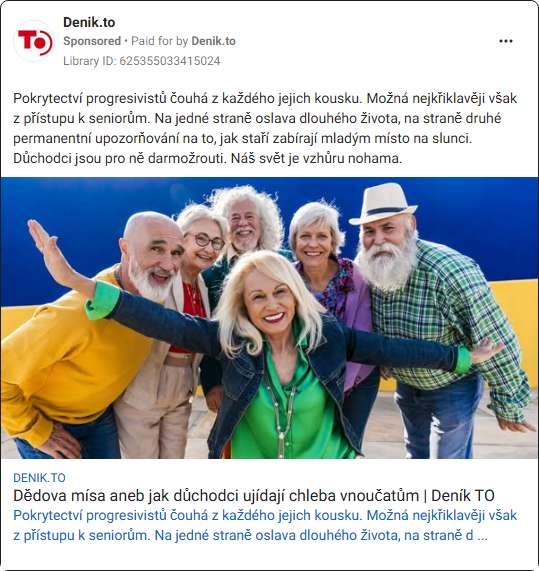 Denik.to
Sponsored • Paid for by Denik.to
Library ID: 625355033415024
TO
Pokrytectví progresivistů čouhá z každého jejich kousku. Možná nejkřiklavěji však
z přístupu k seniorům. Na jedné straně oslava dlouhého života, na straně druhé
permanentní upozorňování na to, jak staří zabírají mladým místo na slunci.
Důchodci jsou pro ně darmožrouti. Náš svět je vzhůru nohama.
DENIK.TO
Dědova mísa aneb jak důchodci ujídají chleba vnoučatům | Deník TO
Pokrytectví progresivistů čouhá z každého jejich kousku. Možná nejkřiklavěji však
z přístupu k seniorům. Na jedné straně oslava dlouhého života, na straně d ...